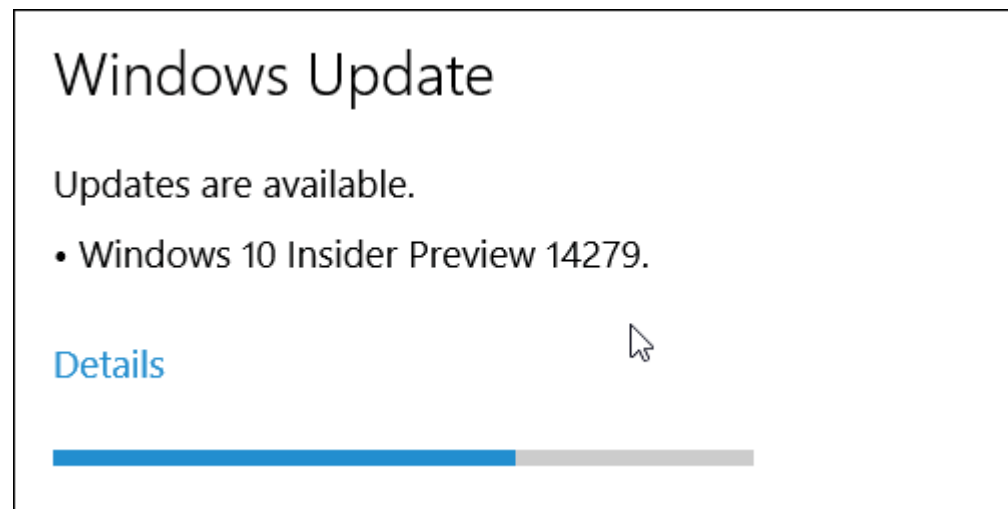 Windows Update
Updates are available.
• Windows 10 Insider Preview 14279.
Details